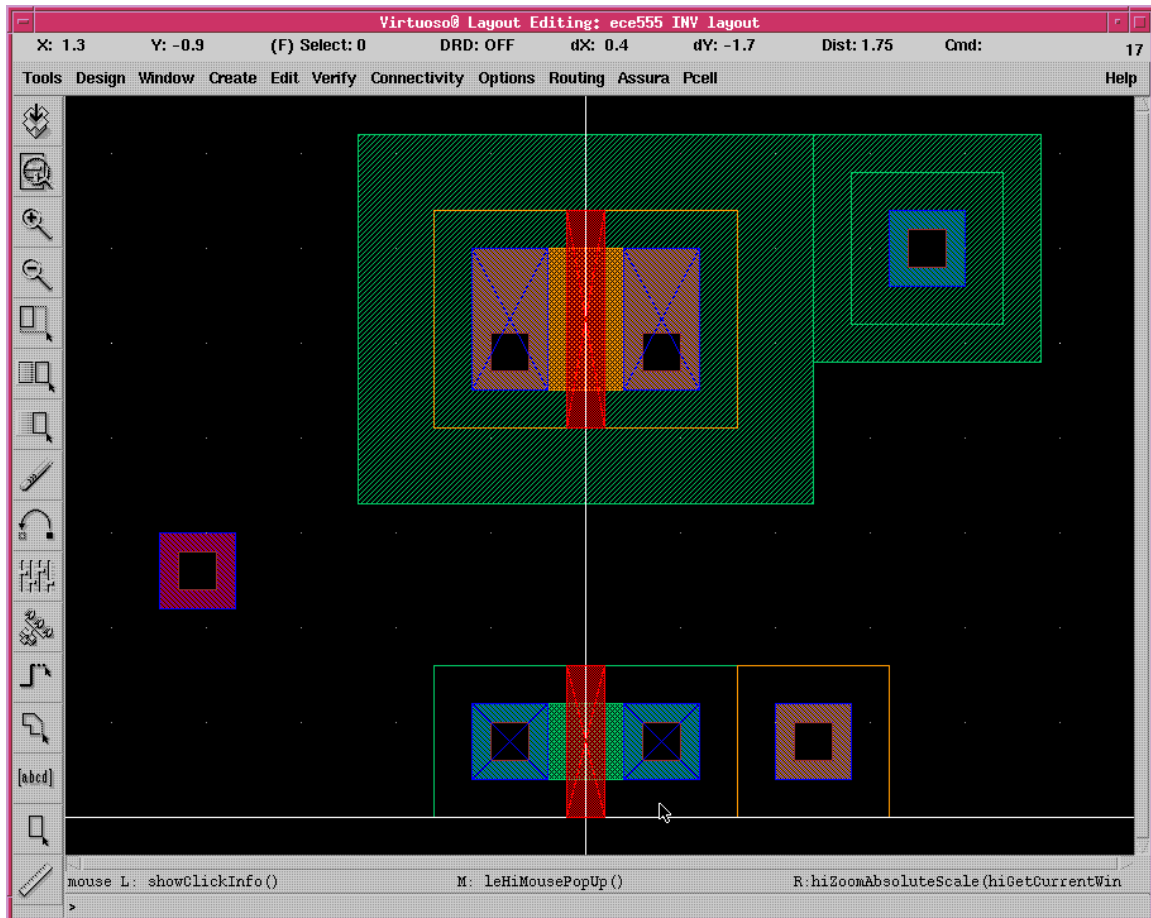 Virtuoso® Layout Editing: ece555 INV layout
X: 1.3 Y: -0.9 (F) Select: 0 DRD: OFF dX: 0.4 dY: -1.7 Dist: 1.75 Cmd: 17
Tools Design Window Create Edit Verify Connectivity Options Routing Assura Pcell Help
[abcd]
mouse L: showClickInfo() M: leHiMousePopUp() R:hiZoomAbsoluteScale(hiGetCurrentWin
>